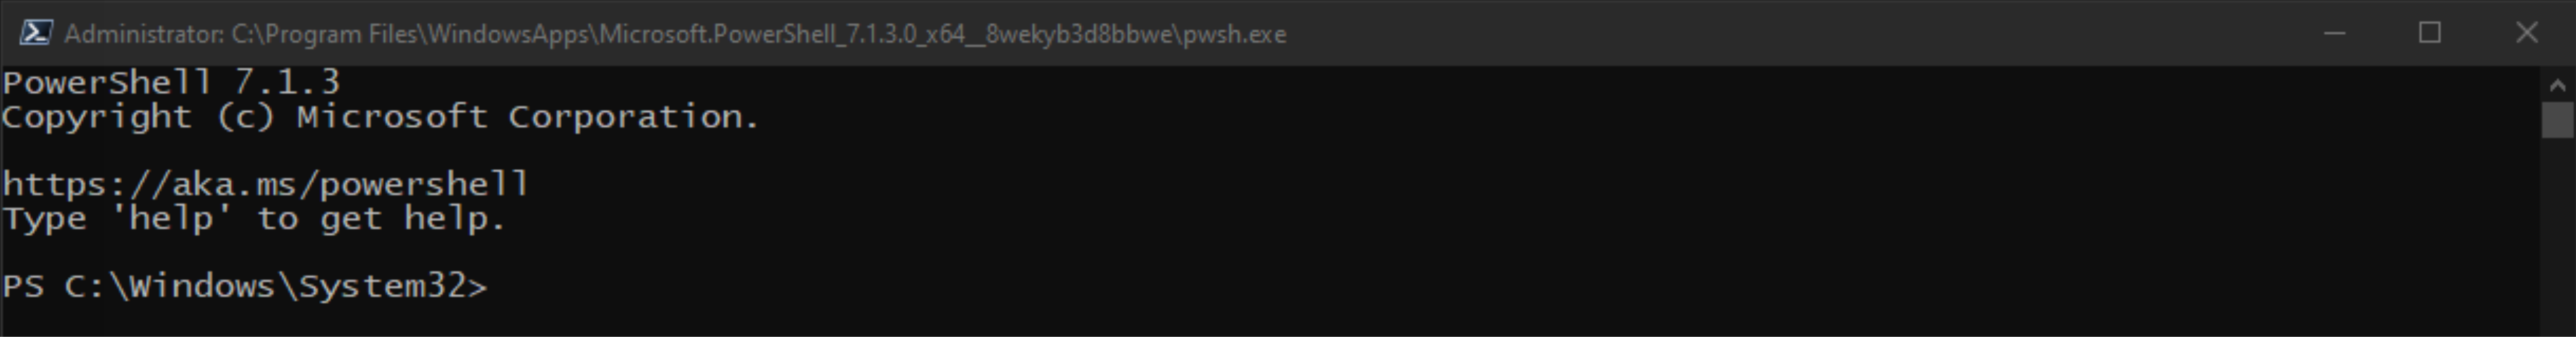 Administrator: C:\Program Files\WindowsApps\Microsoft.PowerShell_7.1.3.0_x64__8wekyb3d8bbwe\pwsh.exe
PowerShell 7.1.3
Copyright (c) Microsoft Corporation.
https://aka.ms/powershell
Type 'help' to get help.
PS C:\Windows\System32>